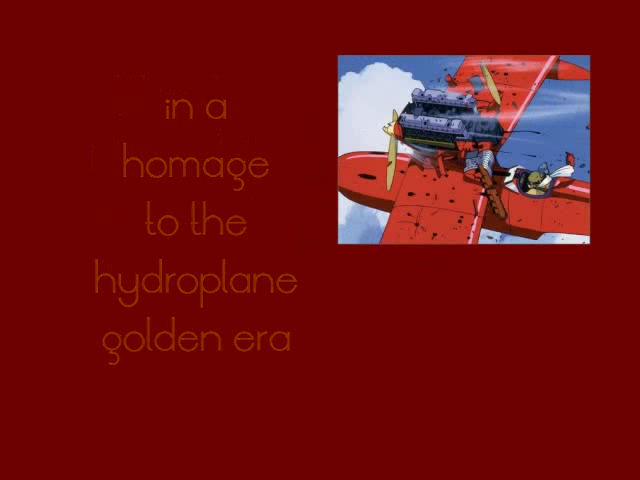 in a
homage
to the
hydroplane
golden era